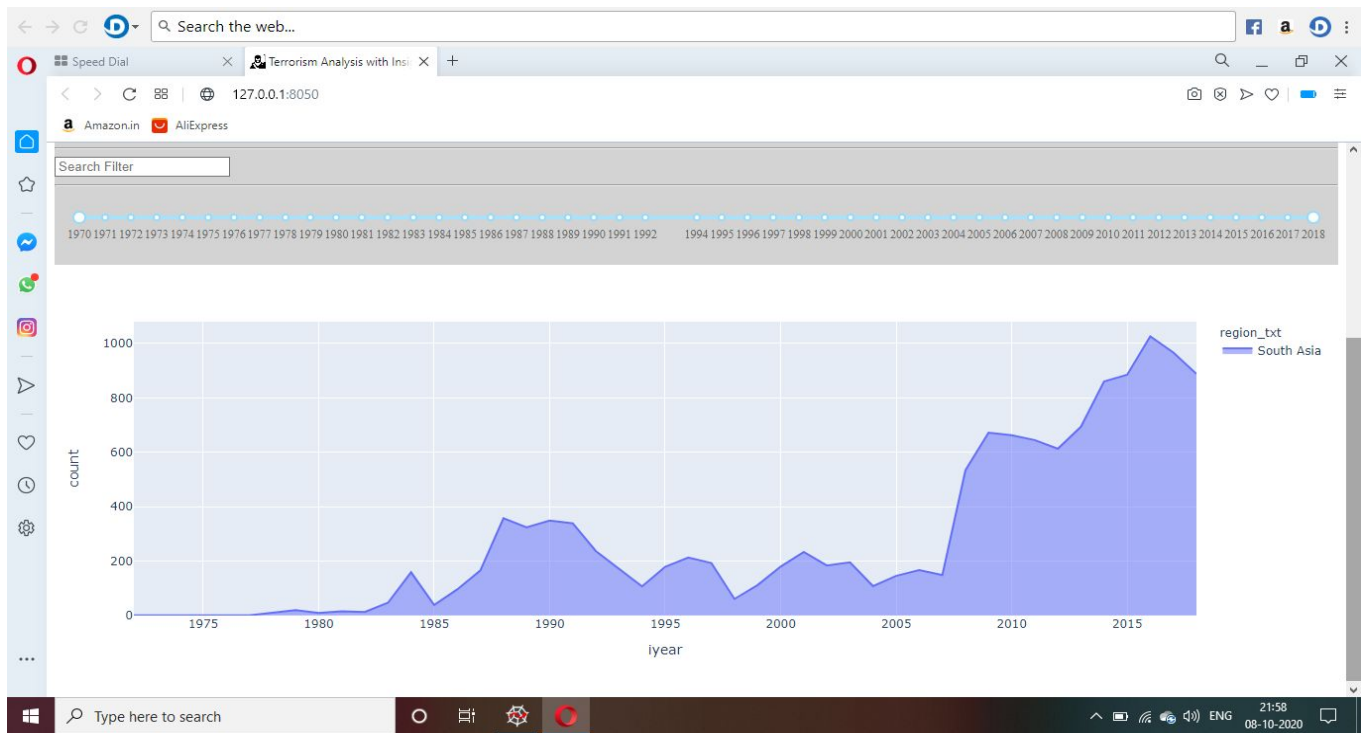 Search the web...
Speed Dial
Terrorism Analysis with Insi
127.0.0.1:8050
Amazon.in
AliExpress
Search Filter
1970 1971 1972 1973 1974 1975 1976 1977 1978 1979 1980 1981 1982 1983 1984 1985 1986 1987 1988 1989 1990 1991 1992 1994 1995 1996 1997 1998 1999 2000 2001 2002 2003 2004 2005 2006 2007 2008 2009 2010 2011 2012 2013 2014 2015 2016 2017 2018
region_txt
South Asia
1000
800
600
400
200
0
count
1975 1980 1985 1990 1995 2000 2005 2010 2015
iyear
Type here to search
ENG
21:58
08-10-2020